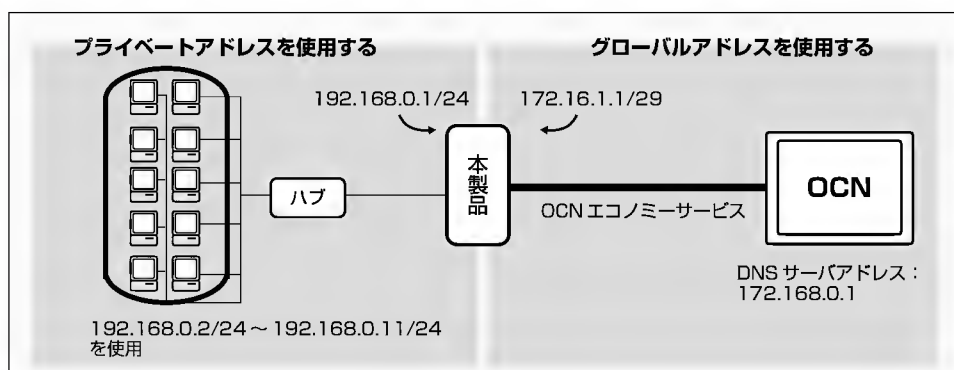 プライベートアドレスを使用する
グローバルアドレスを使用する
192.168.0.1/24
172.16.1.1/29
本製品
ハブ
OCN エコノミーサービス
OCN
DNS サーバアドレス：
172.168.0.1
192.168.0.2/24 ～ 192.168.0.11/24
を使用